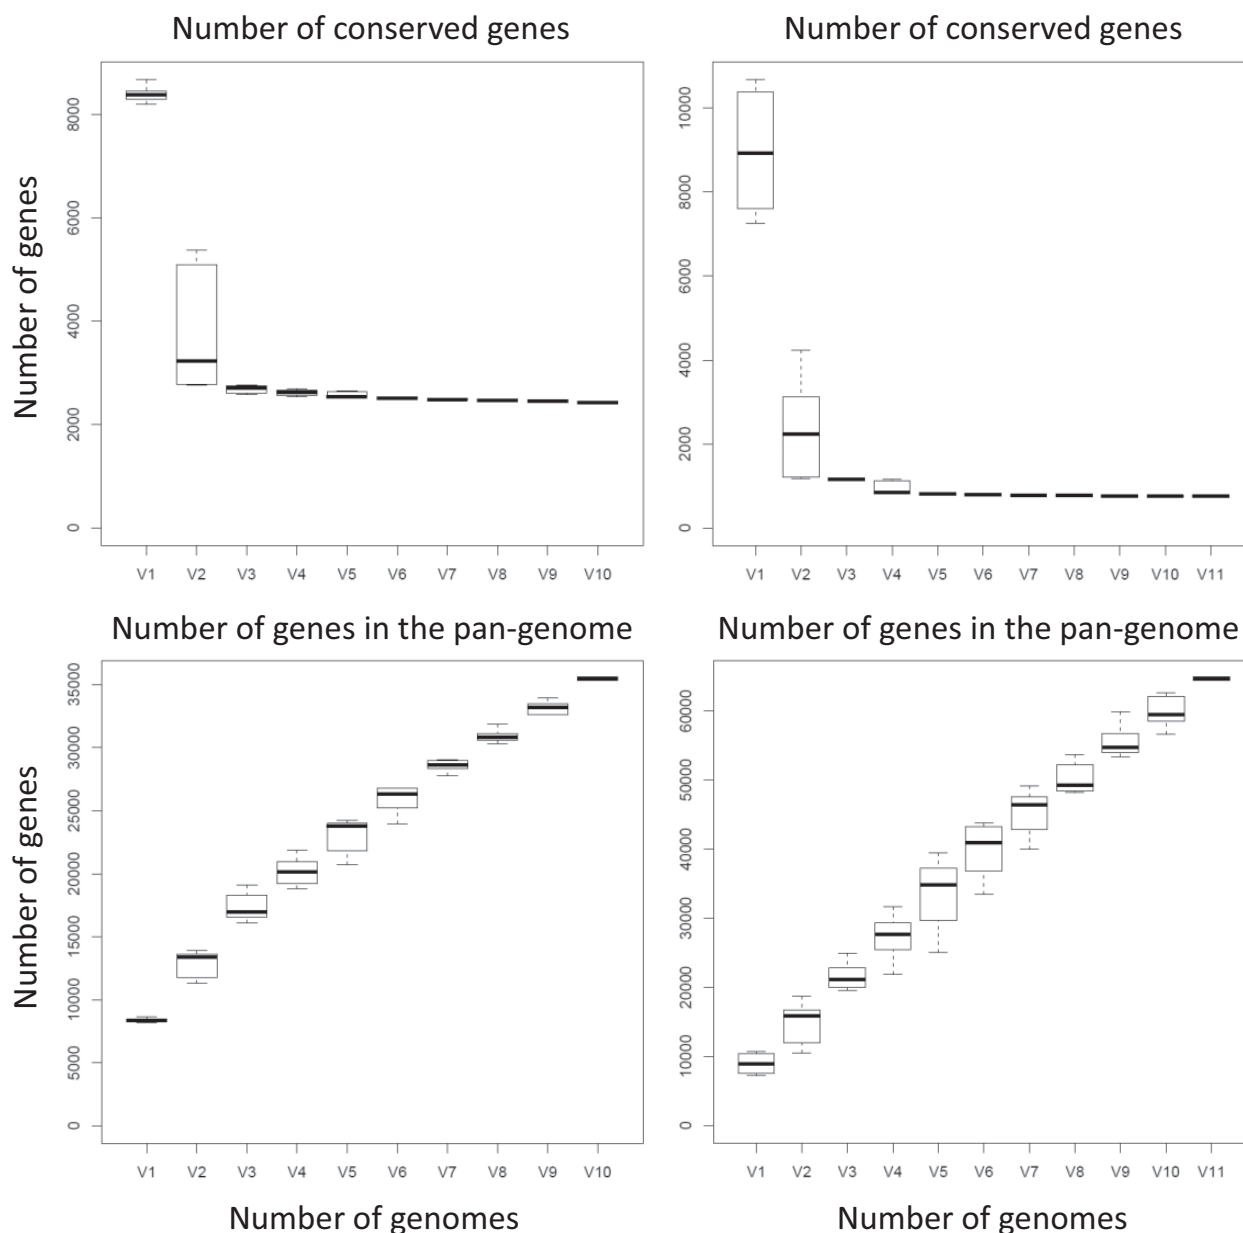 Number of conserved genes
Number of conserved genes
Number of genes
8000
6000
4000
2000
0
V1 V2 V3 V4 V5 V6 V7 V8 V9 V10
10000
8000
6000
4000
2000
0
V1 V2 V3 V4 V5 V6 V7 V8 V9 V10 V11
Number of genes in the pan-genome
Number of genes in the pan-genome
Number of genes
35000
30000
25000
20000
15000
10000
5000
0
V1 V2 V3 V4 V5 V6 V7 V8 V9 V10
60000
50000
40000
30000
20000
10000
0
V1 V2 V3 V4 V5 V6 V7 V8 V9 V10 V11
Number of genomes
Number of genomes